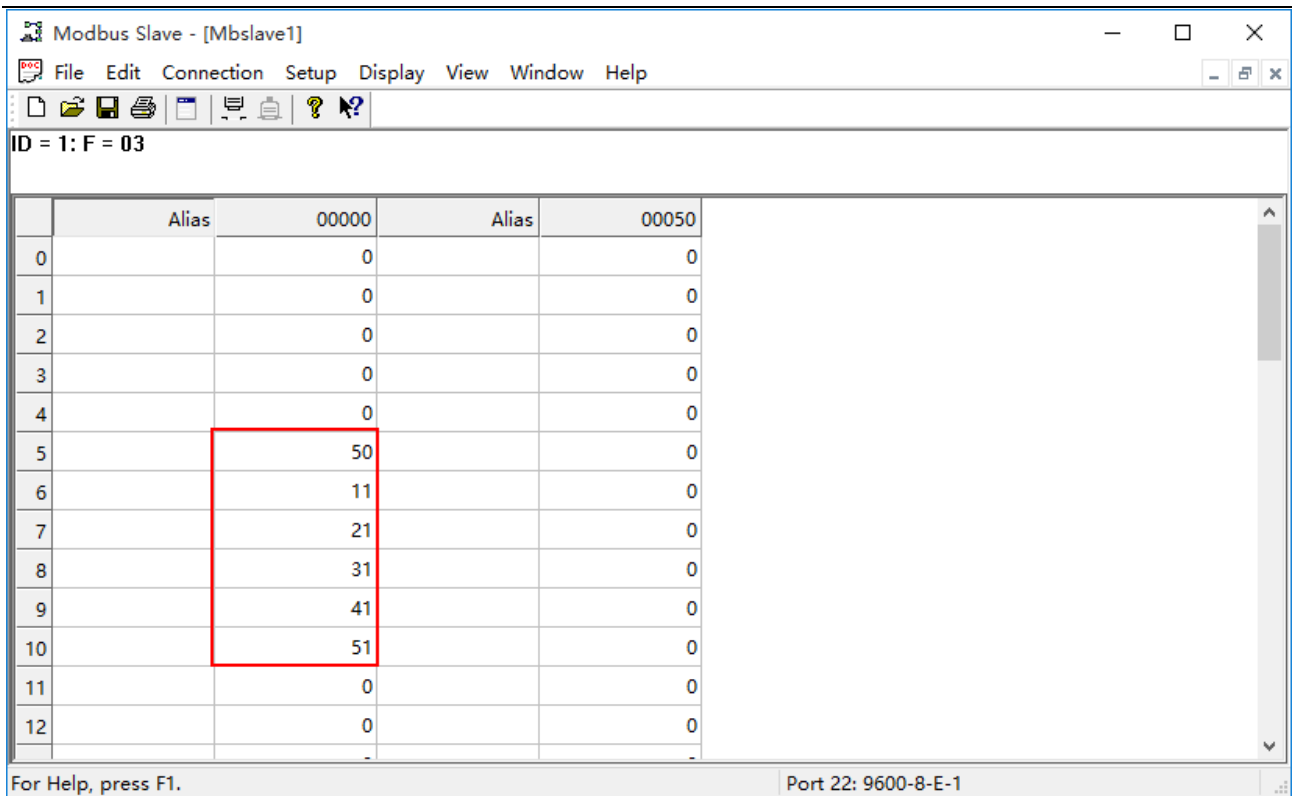 Modbus Slave - [Mbslave1]
File Edit Connection Setup Display View Window Help
ID = 1: F = 03
Alias 00000 Alias 00050
0 0 0
1 0 0
2 0 0
3 0 0
4 0 0
5 50 0
6 11 0
7 21 0
8 31 0
9 41 0
10 51 0
11 0 0
12 0 0
For Help, press F1. Port 22: 9600-8-E-1